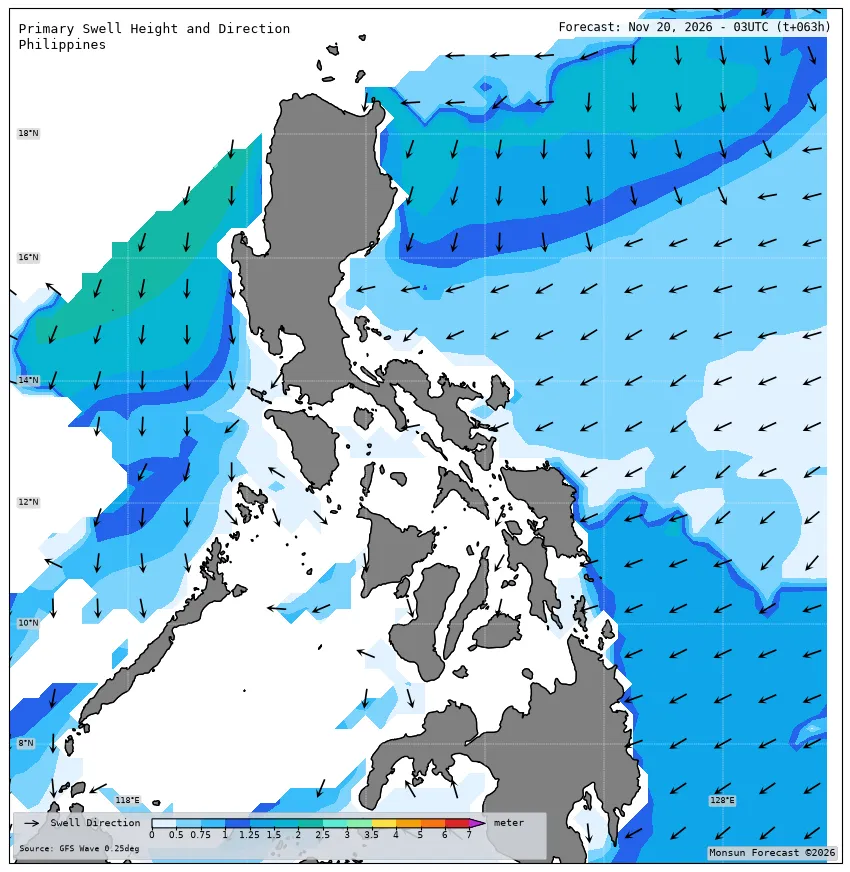 Primary Swell Height and Direction
Philippines
Forecast: Nov 20, 2026 - 03UTC (t+063h)
18°N
16°N
14°N
12°N
10°N
8°N
118°E
128°E
Swell Direction
0 0.5 0.75 1 1.25 1.5 2 2.5 3 3.5 4 5 6 7
meter
Source: GFS Wave 0.25deg
Monsun Forecast ©2026